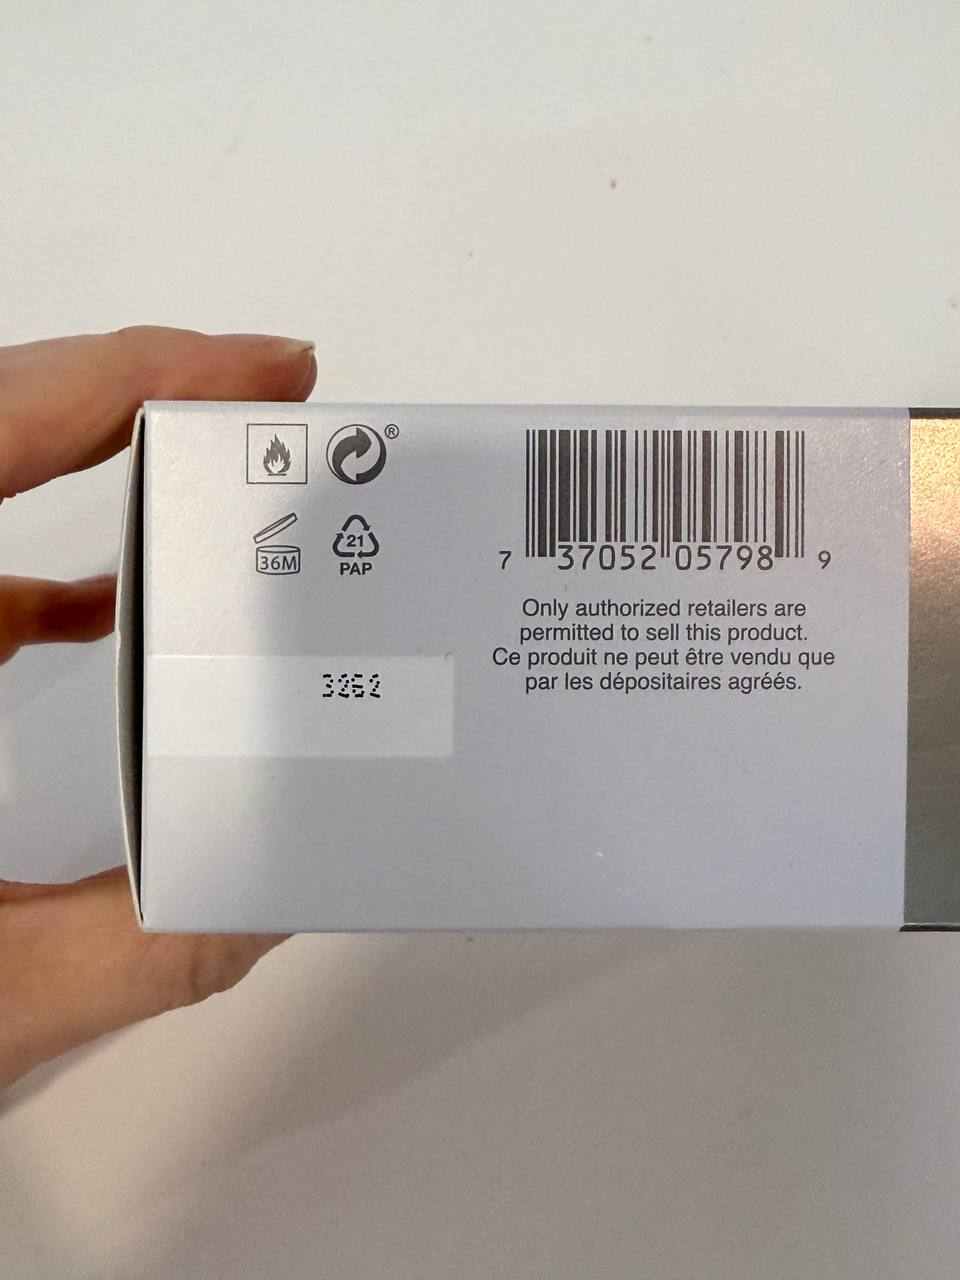 ®
36M
21
PAP
3262
7 37052 05798 9
Only authorized retailers are
permitted to sell this product.
Ce produit ne peut être vendu que
par les dépositaires agréés.